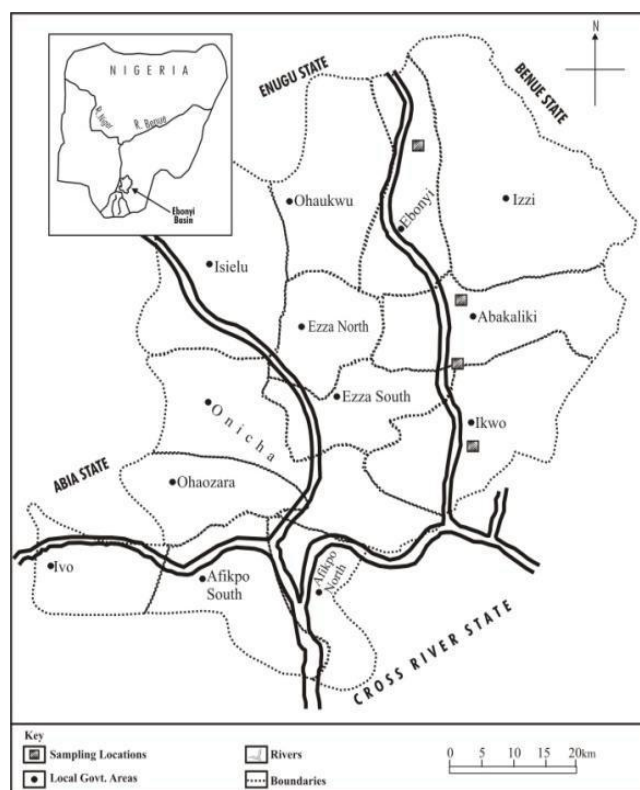 N
NIGERIA
R. Niger
R. Benue
Ebonyi
Basin
ENUGU STATE
BENUE STATE
Ohaukwu
Ebonyi
Izzi
Isielu
Ezza North
Abakaliki
Ezza South
Onicha
Ikwo
ABIA STATE
Ohaozara
Ivo
Afikpo
South
Afikpo
North
CROSS RIVER STATE
Key
Sampling Locations
Rivers
Local Govt. Areas
Boundaries
0 5 10 20km